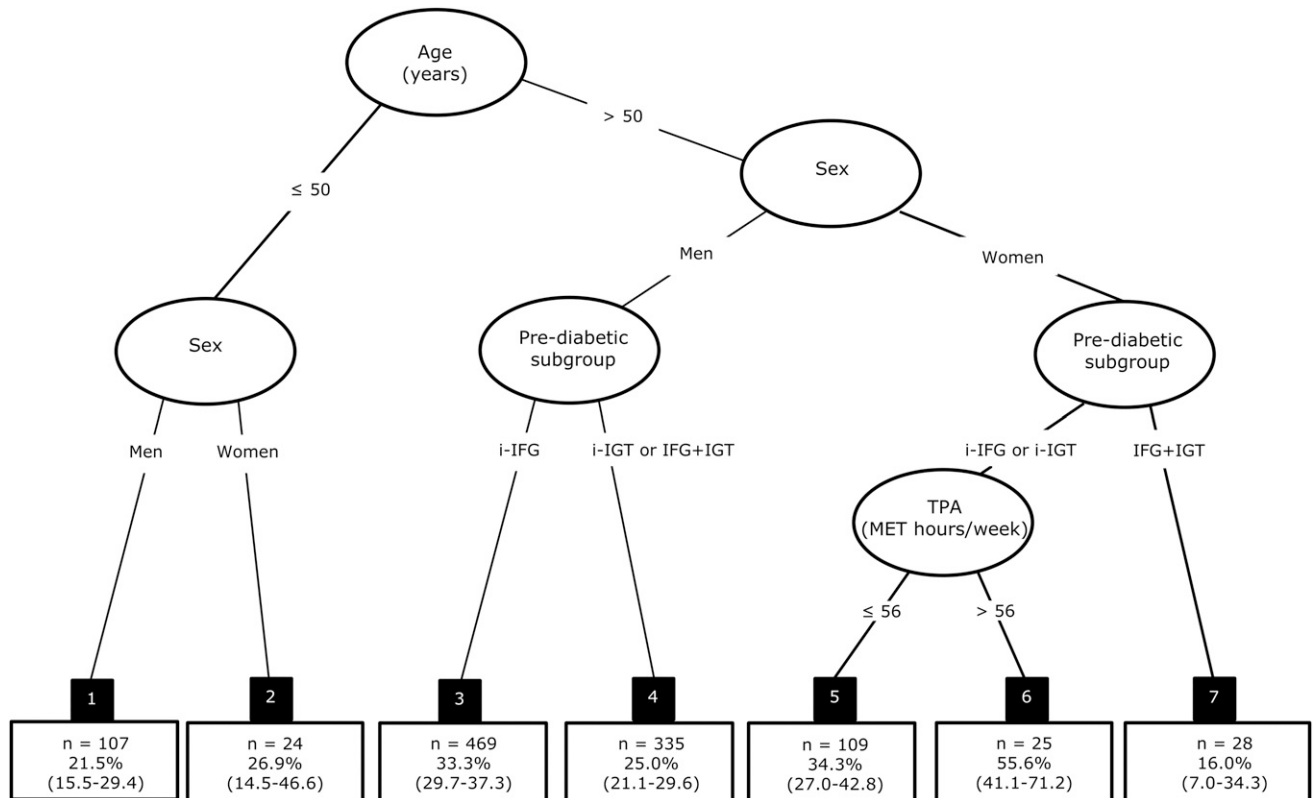 Age
(years)
> 50
Sex
≤ 50
Men
Women
Sex
Pre-diabetic
subgroup
Pre-diabetic
subgroup
Men
Women
i-IFG
i-IGT or IFG+IGT
i-IFG or i-IGT
IFG+IGT
TPA
(MET hours/week)
≤ 56
> 56
1
2
3
4
5
6
7
n = 107
21.5%
(15.5-29.4)
n = 24
26.9%
(14.5-46.6)
n = 469
33.3%
(29.7-37.3)
n = 335
25.0%
(21.1-29.6)
n = 109
34.3%
(27.0-42.8)
n = 25
55.6%
(41.1-71.2)
n = 28
16.0%
(7.0-34.3)